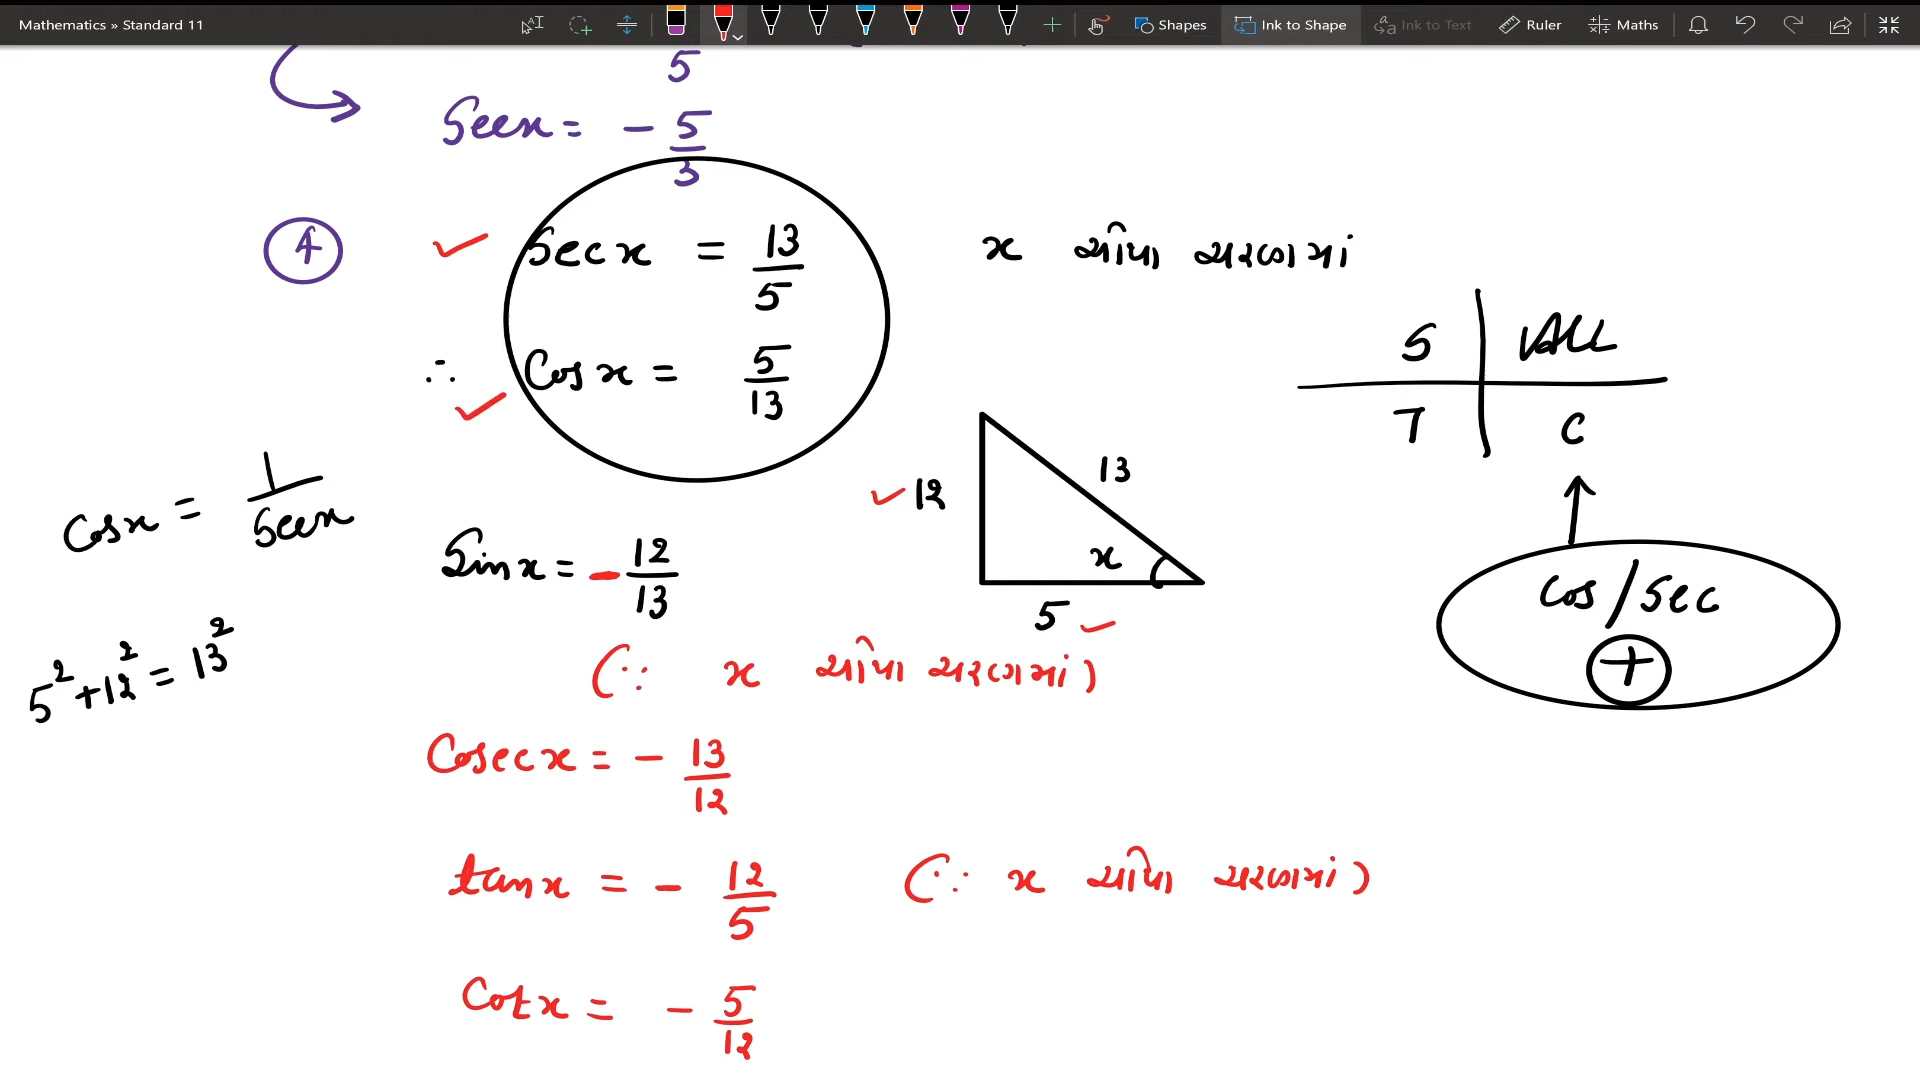 Mathematics » Standard 11
Shapes Ink to Shape Ink to Text Ruler Maths
5
Secx = - 5/3
4 Secx = 13/5 x ચોથા ચરણમાં
∴ Cosx = 5/13
S ALL
T C
Cosx = 1/Secx
12 13 x 5
Cos/Sec
+
Sinx = - 12/13
(∵ x ચોથા ચરણમાં)
5² + 12² = 13²
Cosecx = - 13/12
tanx = - 12/5 (∵ x ચોથા ચરણમાં)
Cotx = - 5/12